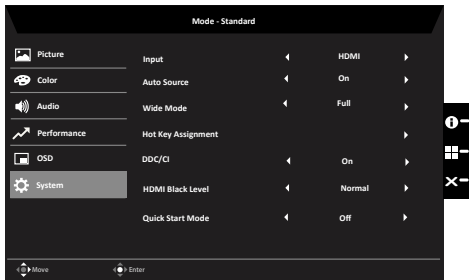 Mode - Standard
Picture
Color
Audio
Performance
OSD
System
Input HDMI
Auto Source On
Wide Mode Full
Hot Key Assignment
DDC/CI On
HDMI Black Level Normal
Quick Start Mode Off
Move Enter